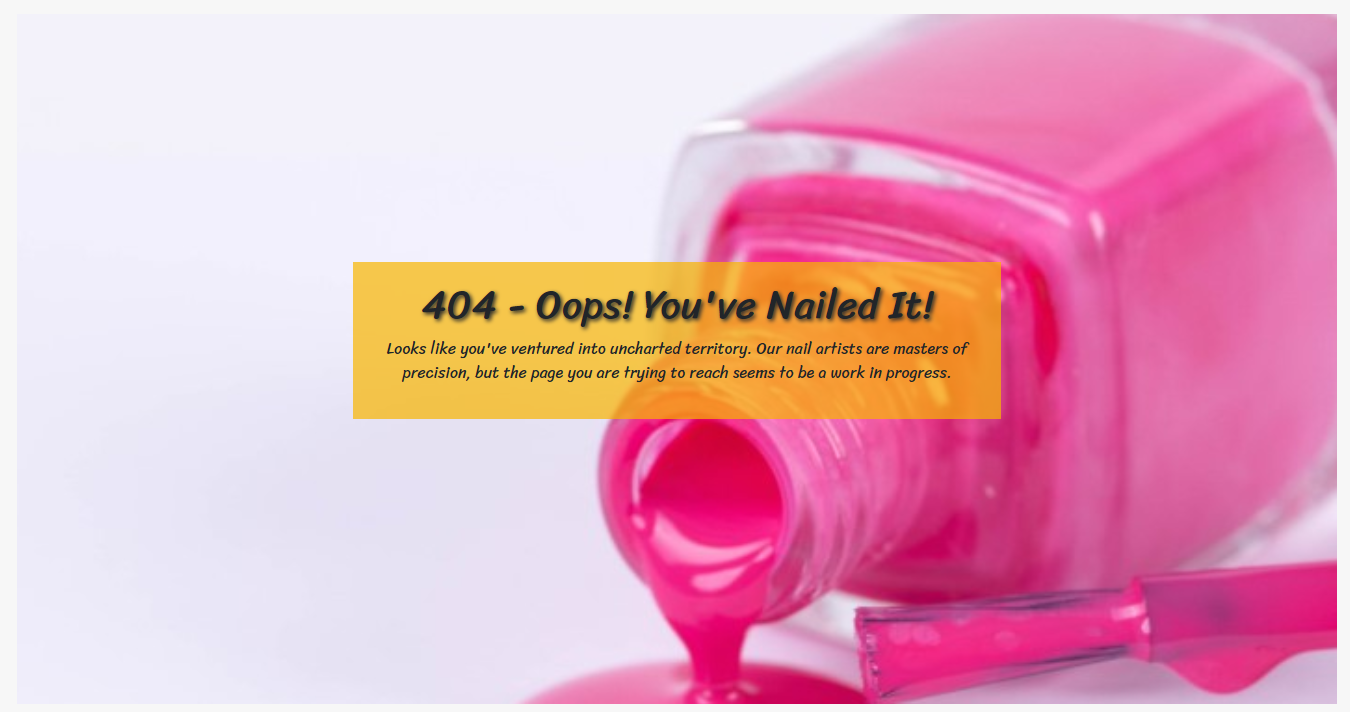 404 - Oops! You've Nailed It!
Looks like you've ventured into uncharted territory. Our nail artists are masters of
precision, but the page you are trying to reach seems to be a work in progress.